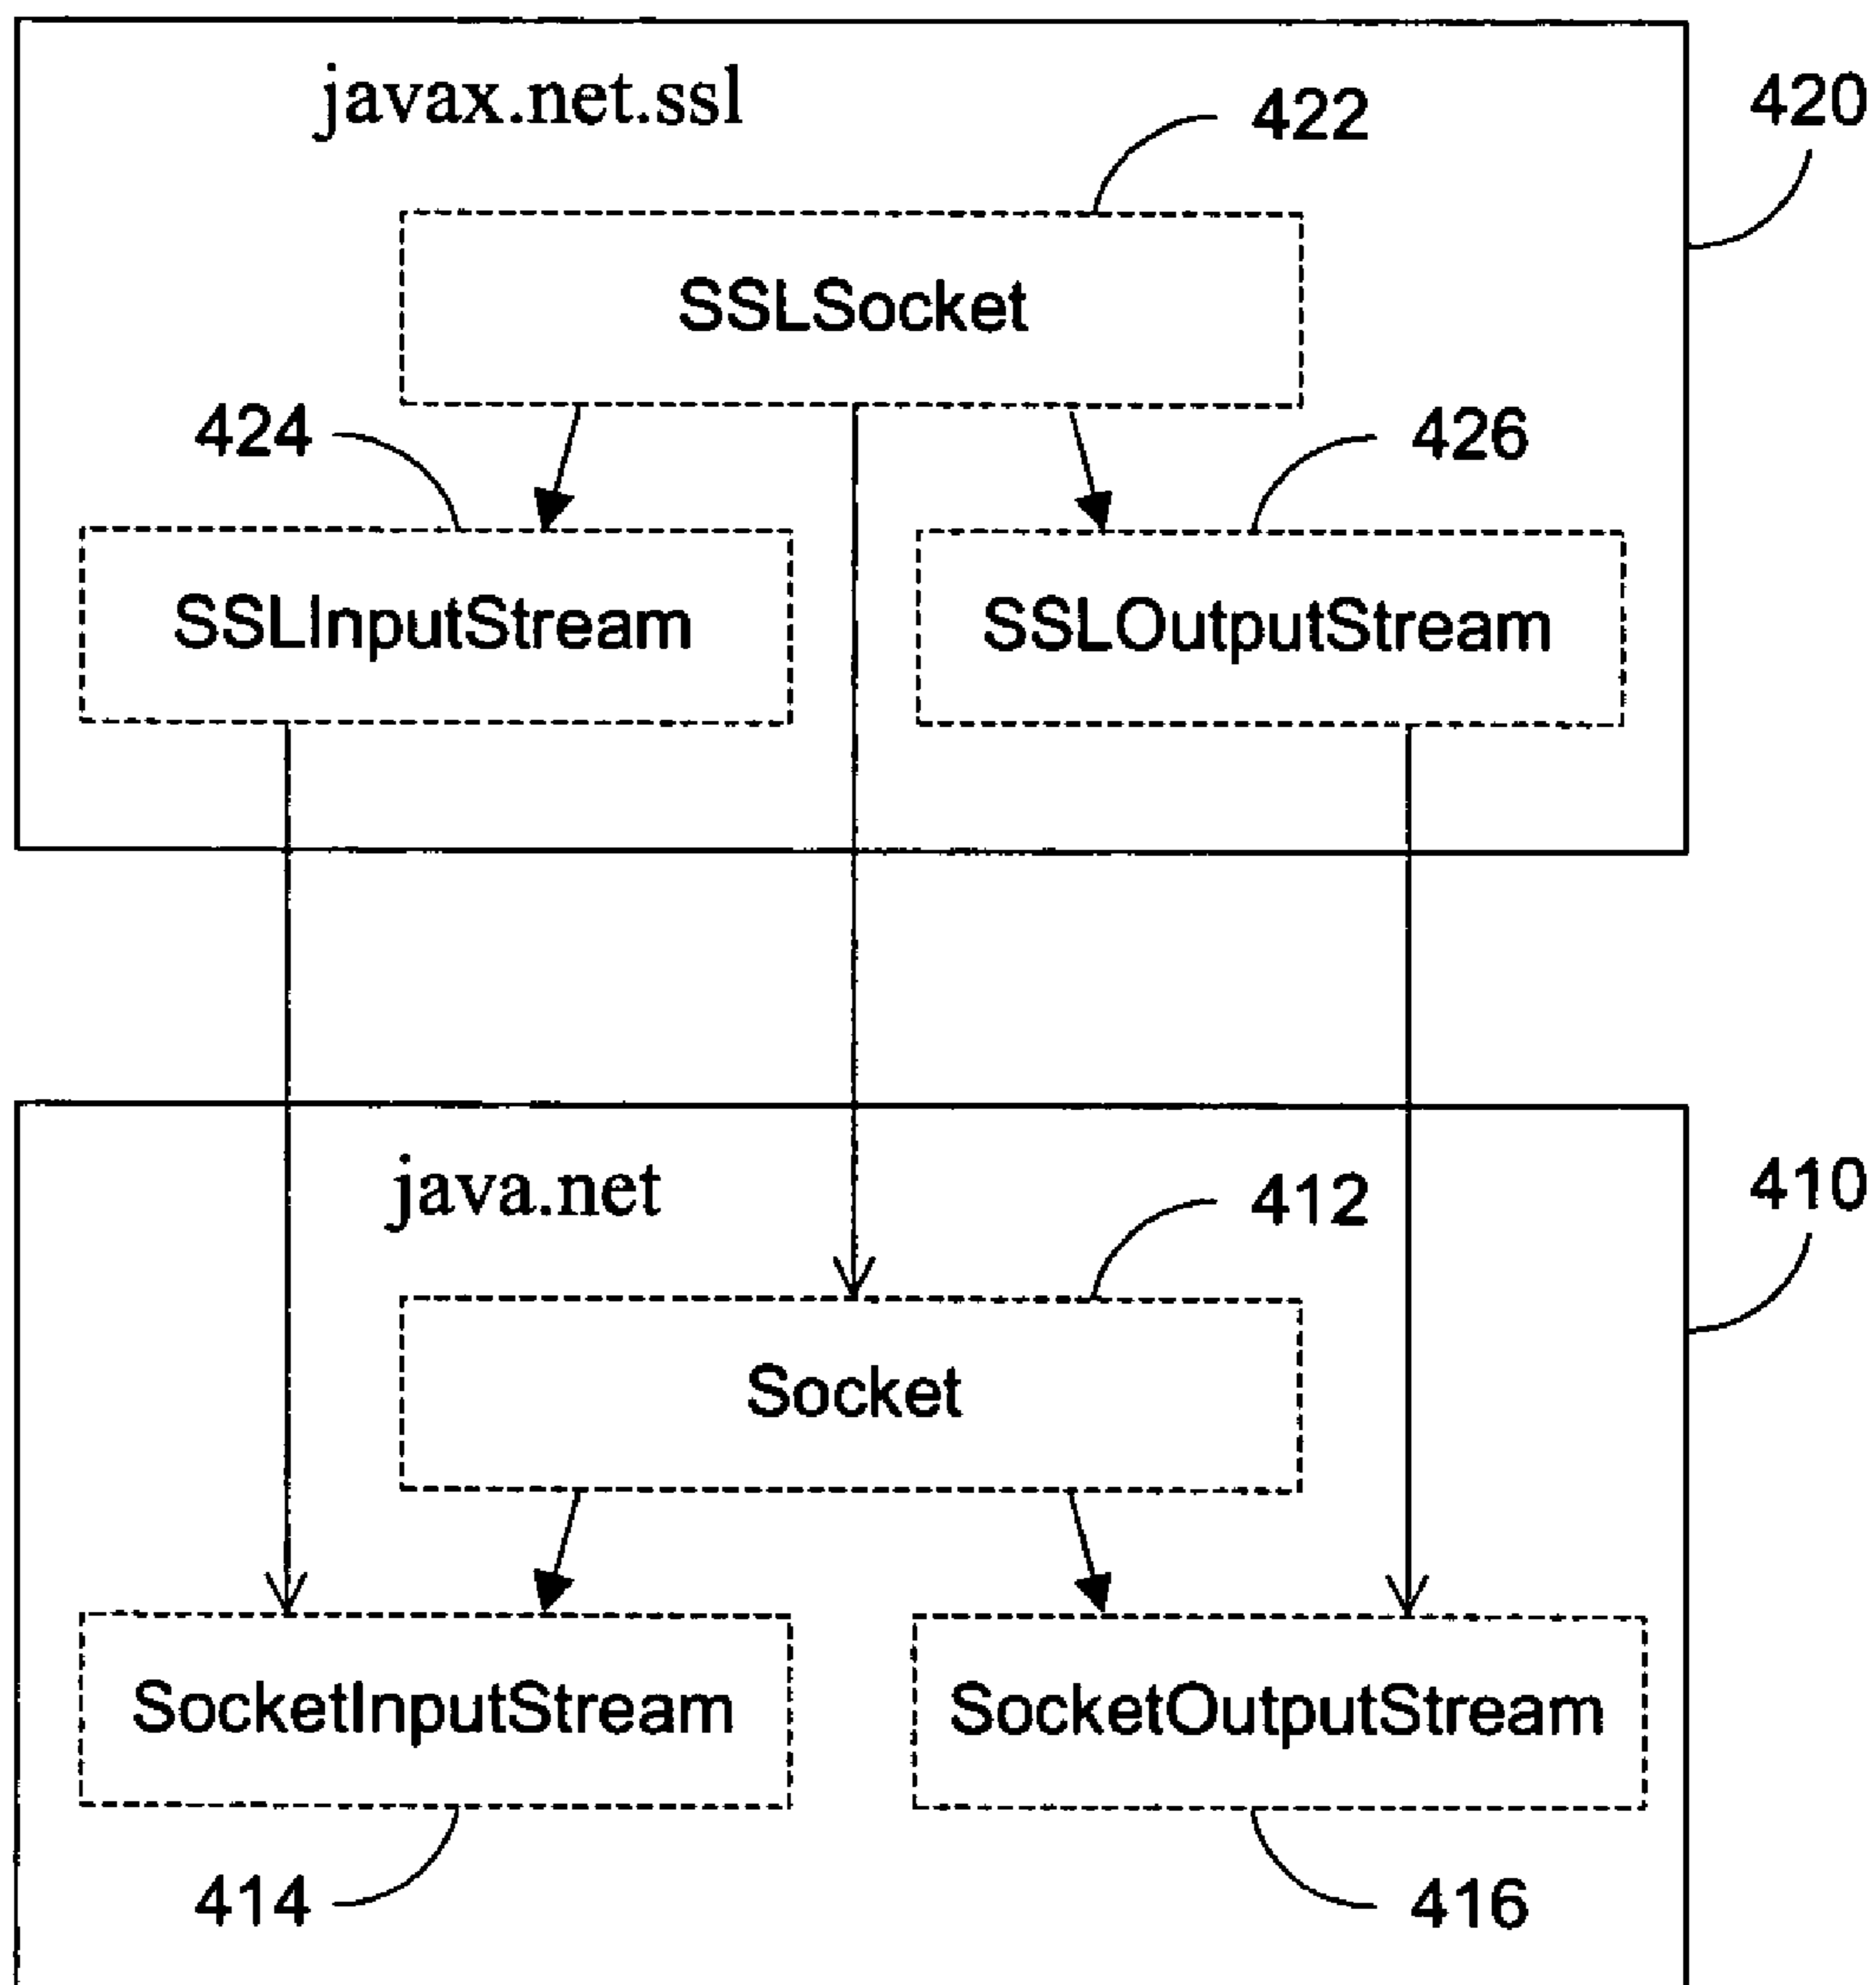 javax.net.ssl
422
420
SSLSocket
424
426
SSLInputStream
SSLOutputStream
java.net
412
410
Socket
SocketInputStream
SocketOutputStream
414
416